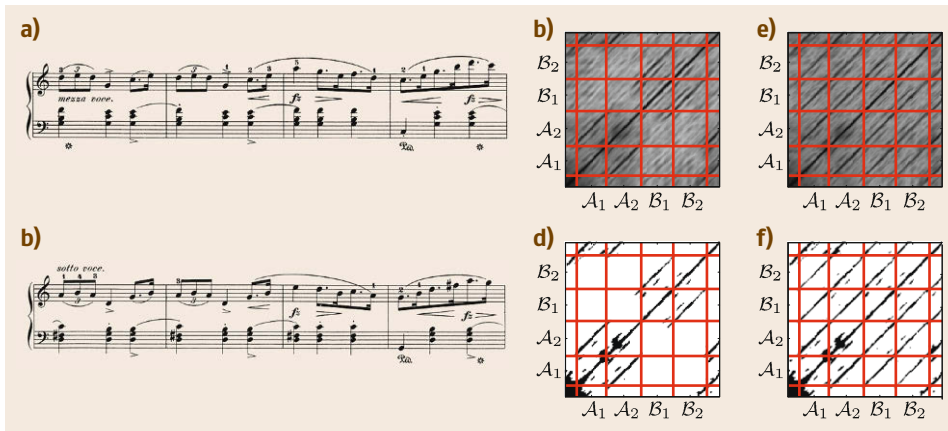 a)
mezza voce.
fz
fz
b)
sotto voce.
fz
fz
b)
B2
B1
A2
A1
A1 A2 B1 B2
e)
B2
B1
A2
A1
A1 A2 B1 B2
d)
B2
B1
A2
A1
A1 A2 B1 B2
f)
B2
B1
A2
A1
A1 A2 B1 B2